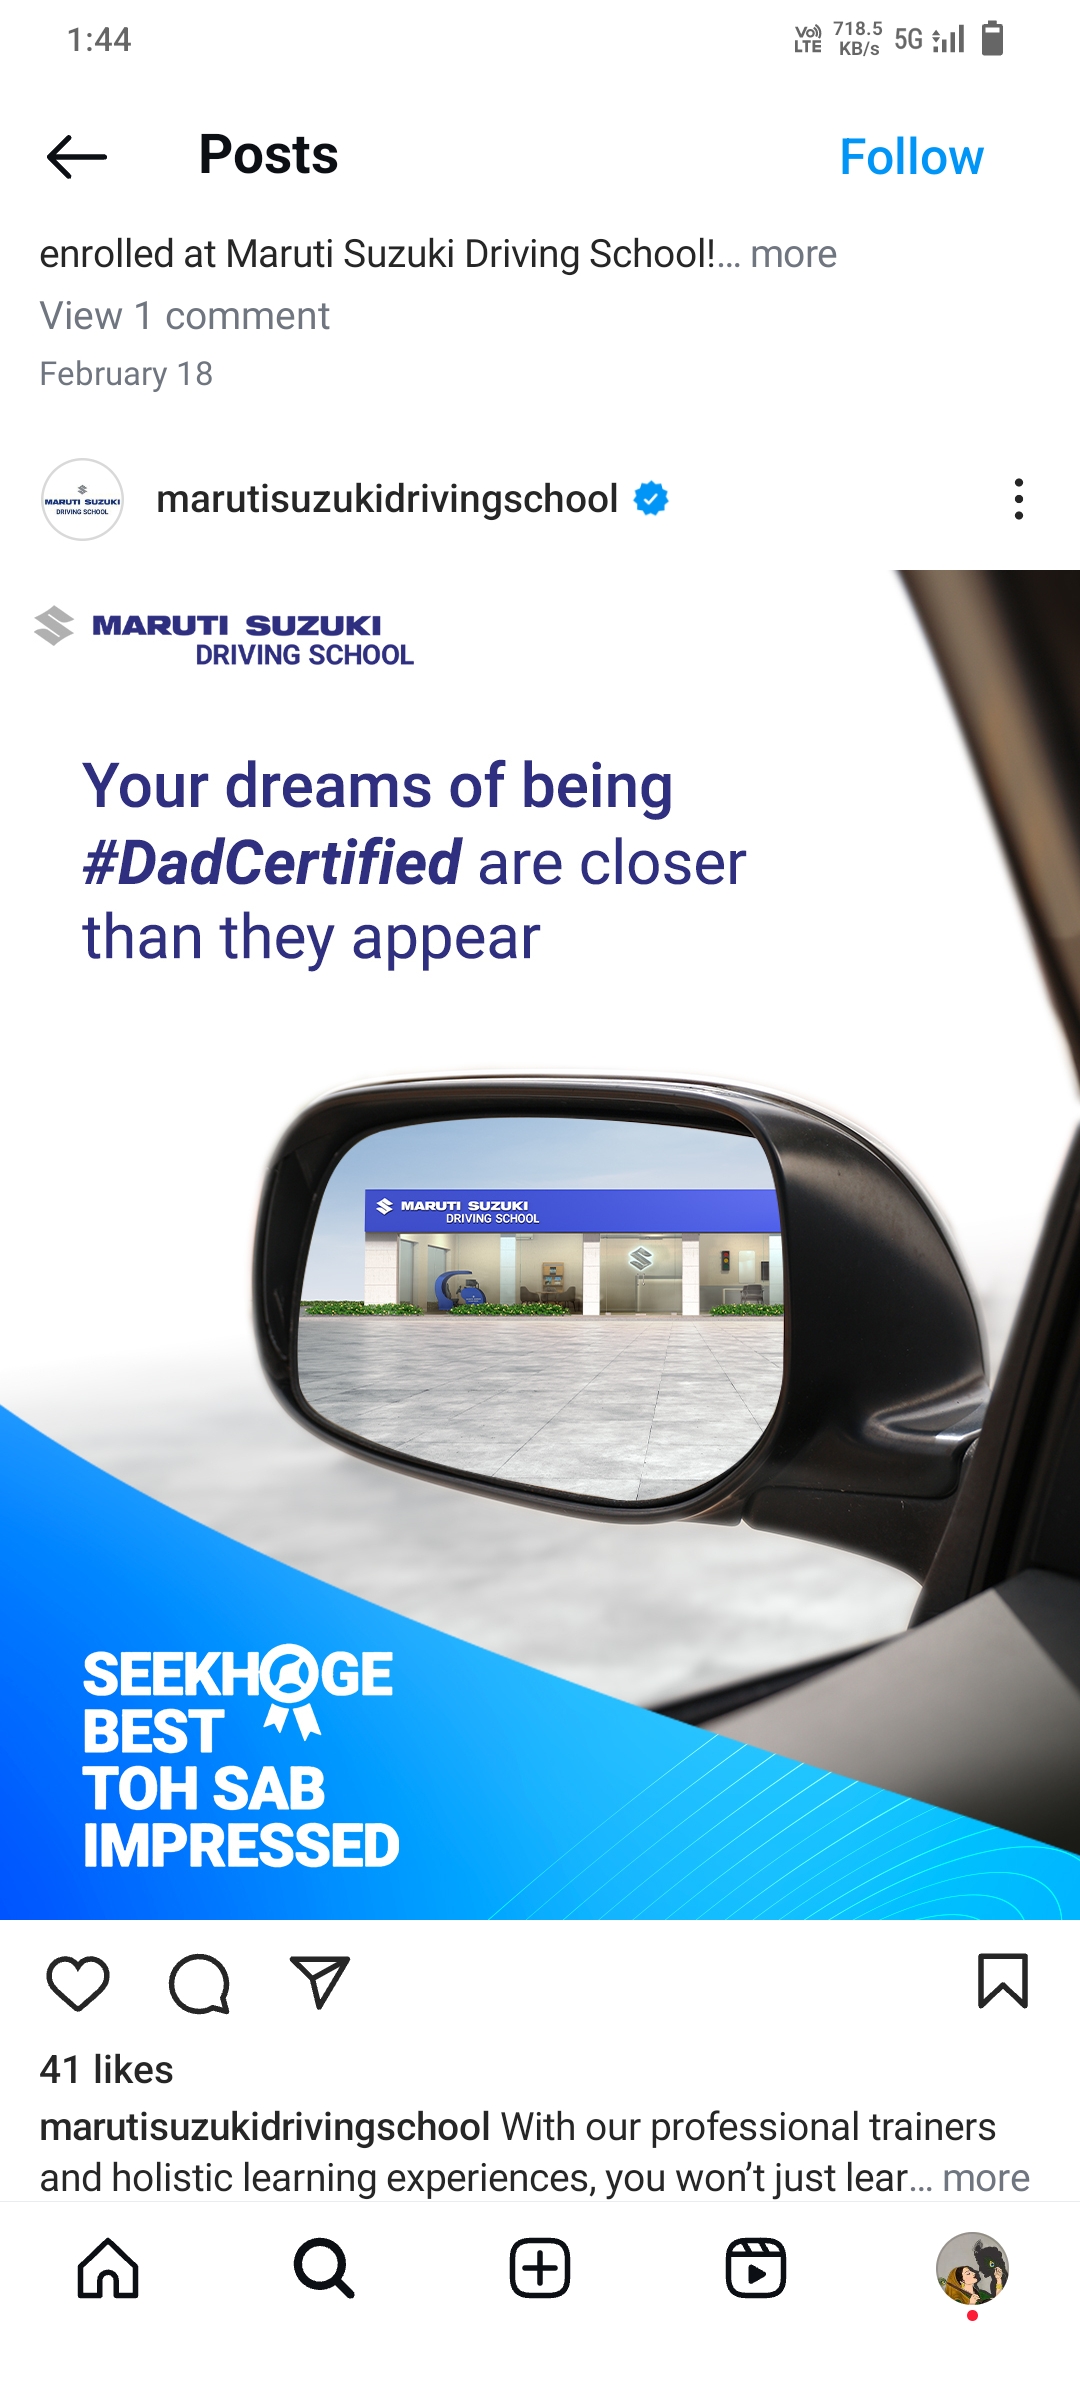 1:44
Vo)) LTE 718.5 KB/s 5G
Posts
Follow
enrolled at Maruti Suzuki Driving School!... more
View 1 comment
February 18
MARUTI SUZUKI
DRIVING SCHOOL
marutisuzukidrivingschool
MARUTI SUZUKI
DRIVING SCHOOL
Your dreams of being
#DadCertified are closer
than they appear
MARUTI SUZUKI
DRIVING SCHOOL
SEEKHOGE
BEST
TOH SAB
IMPRESSED
41 likes
marutisuzukidrivingschool With our professional trainers
and holistic learning experiences, you won’t just lear... more